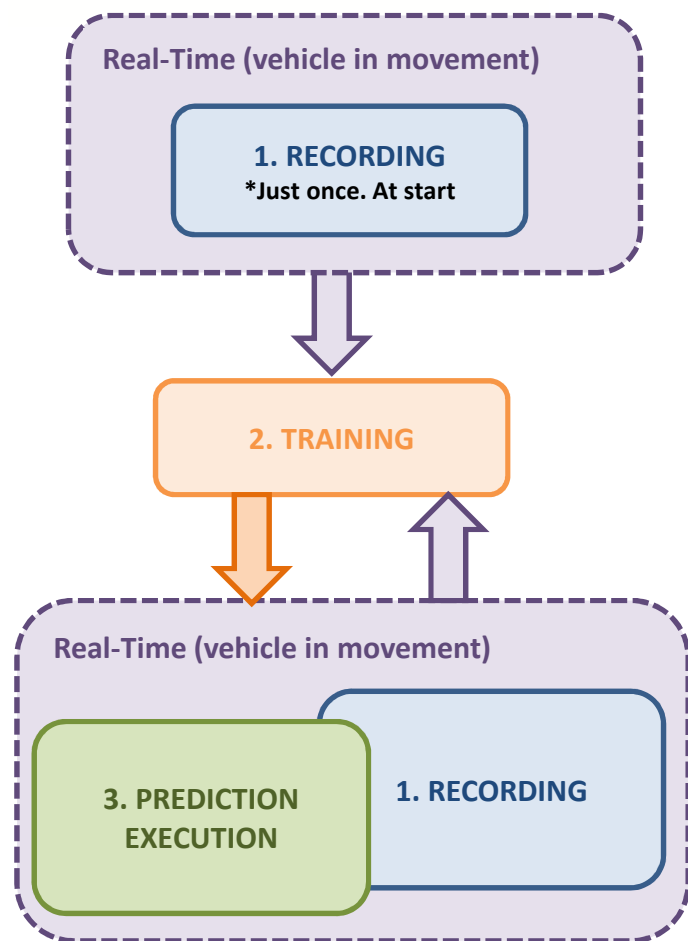 Real-Time (vehicle in movement)
1. RECORDING
*Just once. At start
2. TRAINING
Real-Time (vehicle in movement)
3. PREDICTION
EXECUTION
1. RECORDING